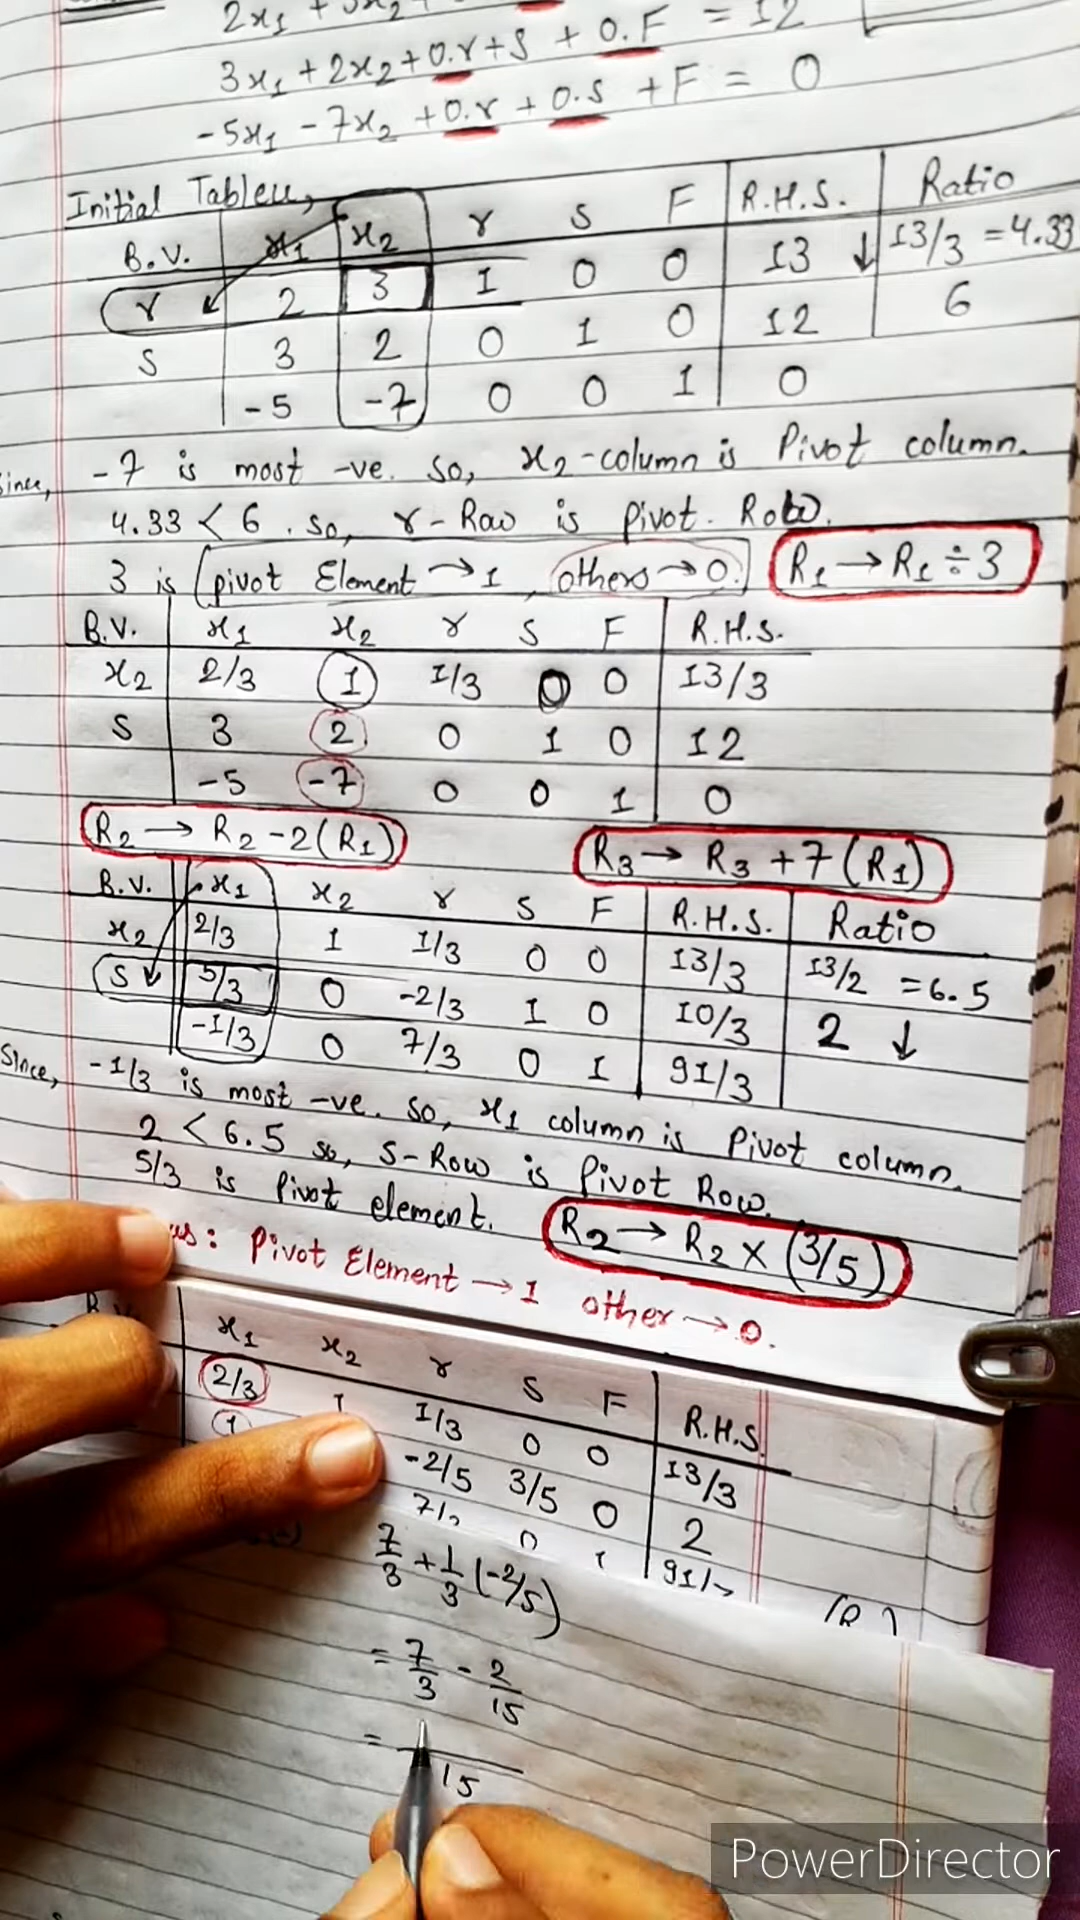 2x₁ + 3x₂ = 12
3x₁ + 2x₂ + 0.r + S + 0.F
-5x₁ - 7x₂ + 0.r + 0.s + F = 0
Initial Tableu,
B.V. x₁ x₂ r S F R.H.S. Ratio
r 2 3 1 0 0 13 ↓ 13/3 = 4.33
S 3 2 0 1 0 12 6
-5 -7 0 0 1 0
Since, -7 is most -ve. so, x₂-column is Pivot column.
4.33 < 6. so, r-Row is pivot Row.
3 is pivot Element → 1, others → 0. R₁ → R₁ ÷ 3
B.V. x₁ x₂ r S F R.H.S.
x₂ 2/3 1 1/3 0 0 13/3
S 3 2 0 1 0 12
-5 -7 0 0 1 0
R₂ → R₂ - 2(R₁) R₃ → R₃ + 7(R₁)
B.V. x₁ x₂ r S F R.H.S. Ratio
x₂ 2/3 1 1/3 0 0 13/3 13/2 = 6.5
S 5/3 0 -2/3 1 0 10/3 2 ↓
-1/3 0 7/3 0 1 91/3
Since, -1/3 is most -ve. so, x₁ column is Pivot column.
2 < 6.5 so, S-Row is Pivot Row.
5/3 is Pivot element. R₂ → R₂ × (3/5)
: Pivot Element → 1 other → 0.
x₁ x₂ r S F R.H.S.
2/3 1 1/3 0 0 13/3
1 -2/5 3/5 0 2
0
7/3 + 1/3 (-2/5)
= 7/3 - 2/15
= /15
PowerDirector